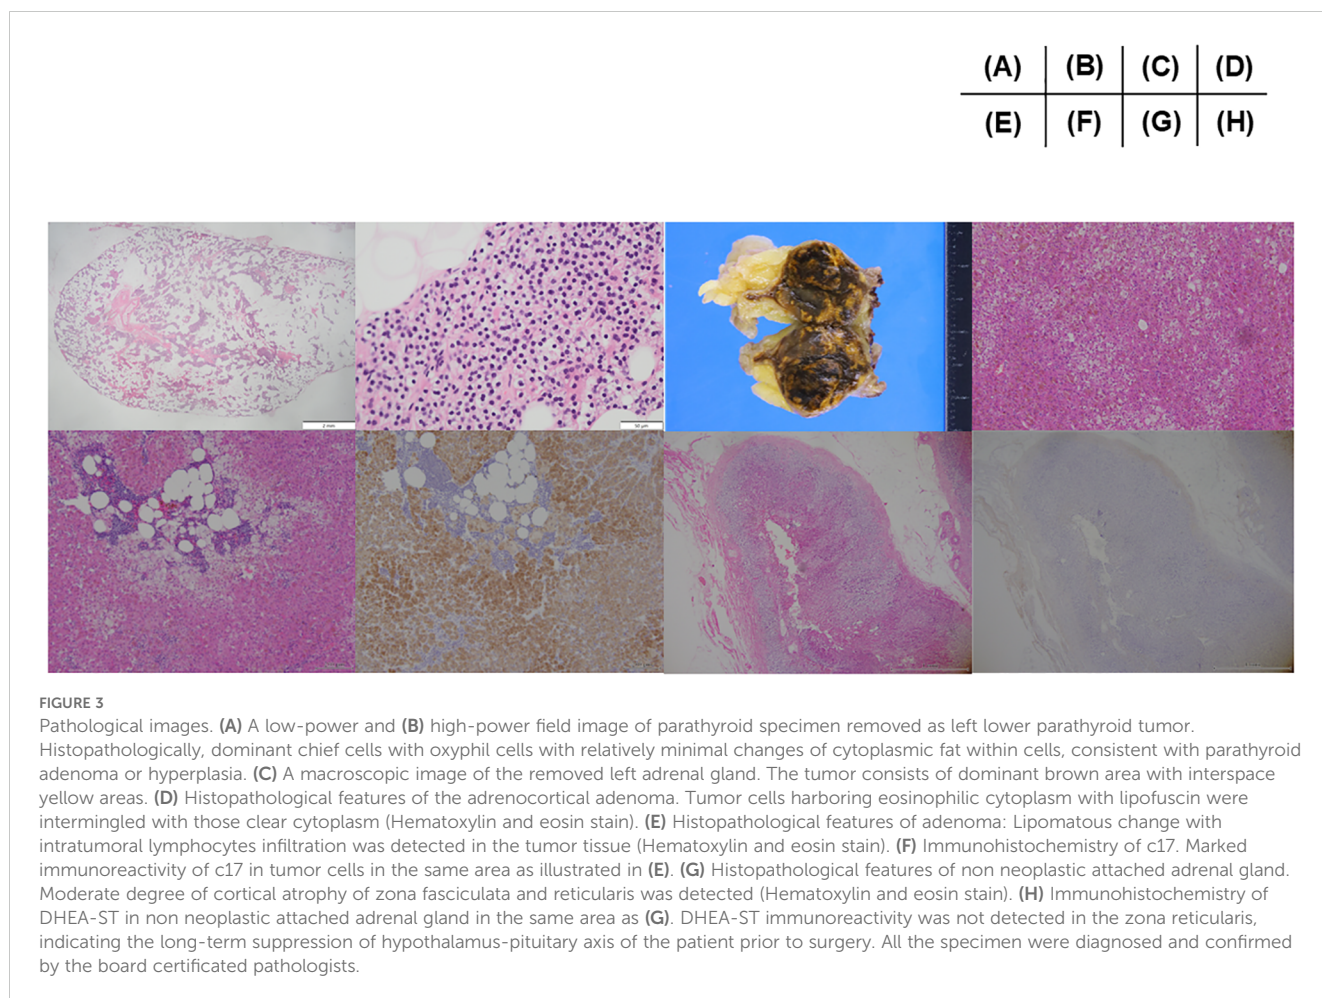 (A) (B) (C) (D)
(E) (F) (G) (H)
2 mm
50 μm
FIGURE 3
Pathological images. (A) A low-power and (B) high-power field image of parathyroid specimen removed as left lower parathyroid tumor.
Histopathologically, dominant chief cells with oxyphil cells with relatively minimal changes of cytoplasmic fat within cells, consistent with parathyroid
adenoma or hyperplasia. (C) A macroscopic image of the removed left adrenal gland. The tumor consists of dominant brown area with interspace
yellow areas. (D) Histopathological features of the adrenocortical adenoma. Tumor cells harboring eosinophilic cytoplasm with lipofuscin were
intermingled with those clear cytoplasm (Hematoxylin and eosin stain). (E) Histopathological features of adenoma: Lipomatous change with
intratumoral lymphocytes infiltration was detected in the tumor tissue (Hematoxylin and eosin stain). (F) Immunohistochemistry of c17. Marked
immunoreactivity of c17 in tumor cells in the same area as illustrated in (E). (G) Histopathological features of non neoplastic attached adrenal gland.
Moderate degree of cortical atrophy of zona fasciculata and reticularis was detected (Hematoxylin and eosin stain). (H) Immunohistochemistry of
DHEA-ST in non neoplastic attached adrenal gland in the same area as (G). DHEA-ST immunoreactivity was not detected in the zona reticularis,
indicating the long-term suppression of hypothalamus-pituitary axis of the patient prior to surgery. All the specimen were diagnosed and confirmed
by the board certificated pathologists.